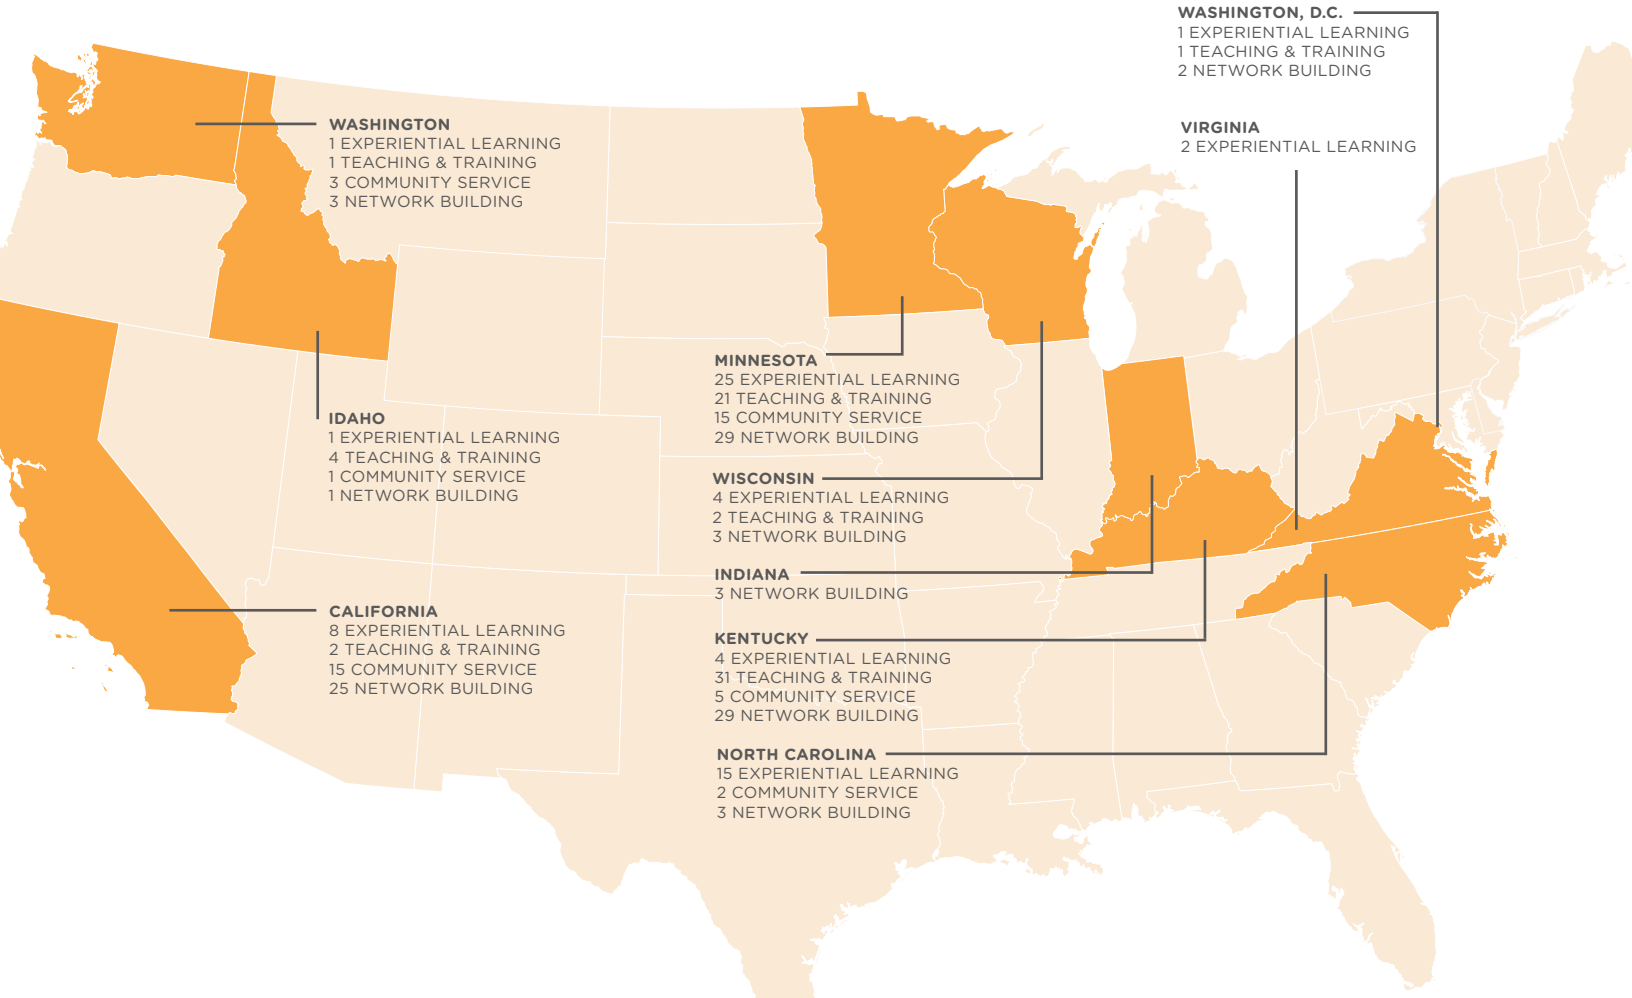 WASHINGTON, D.C.
1 EXPERIENTIAL LEARNING
1 TEACHING & TRAINING
2 NETWORK BUILDING
VIRGINIA
2 EXPERIENTIAL LEARNING
WASHINGTON
1 EXPERIENTIAL LEARNING
1 TEACHING & TRAINING
3 COMMUNITY SERVICE
3 NETWORK BUILDING
IDAHO
1 EXPERIENTIAL LEARNING
4 TEACHING & TRAINING
1 COMMUNITY SERVICE
1 NETWORK BUILDING
CALIFORNIA
8 EXPERIENTIAL LEARNING
2 TEACHING & TRAINING
15 COMMUNITY SERVICE
25 NETWORK BUILDING
MINNESOTA
25 EXPERIENTIAL LEARNING
21 TEACHING & TRAINING
15 COMMUNITY SERVICE
29 NETWORK BUILDING
WISCONSIN
4 EXPERIENTIAL LEARNING
2 TEACHING & TRAINING
3 NETWORK BUILDING
INDIANA
3 NETWORK BUILDING
KENTUCKY
4 EXPERIENTIAL LEARNING
31 TEACHING & TRAINING
5 COMMUNITY SERVICE
29 NETWORK BUILDING
NORTH CAROLINA
15 EXPERIENTIAL LEARNING
2 COMMUNITY SERVICE
3 NETWORK BUILDING